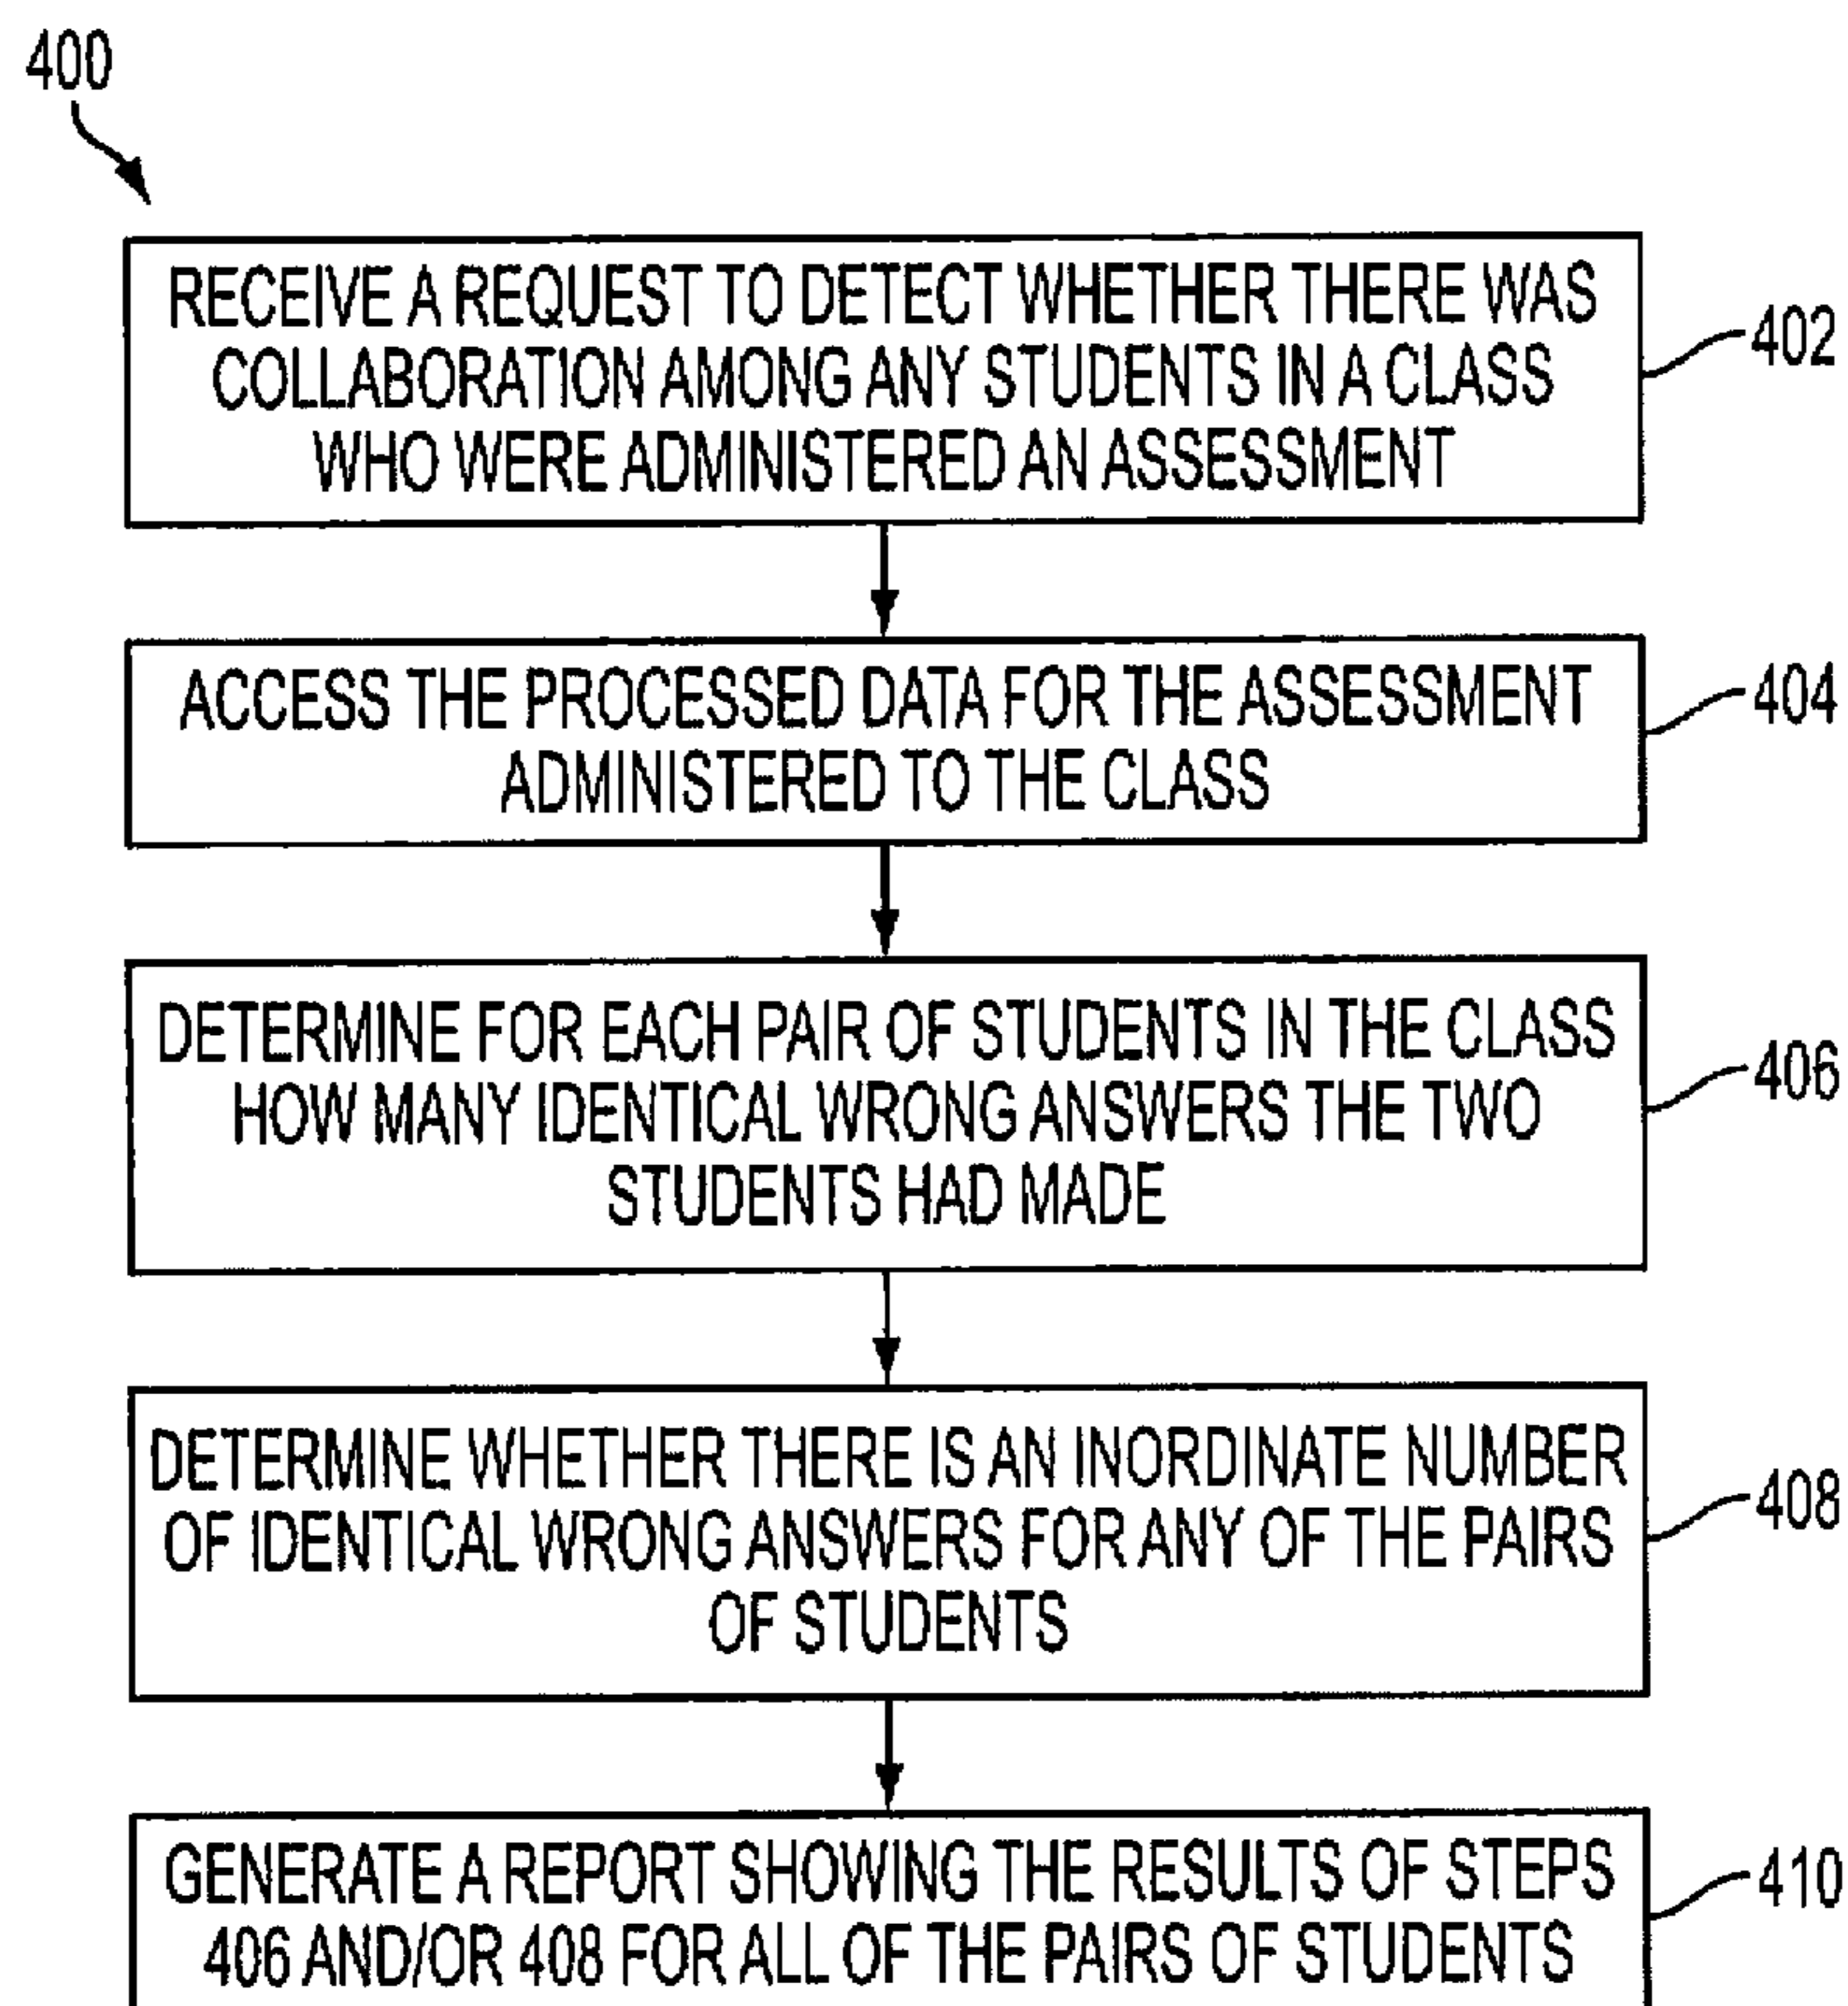 400
RECEIVE A REQUEST TO DETECT WHETHER THERE WAS
COLLABORATION AMONG ANY STUDENTS IN A CLASS
WHO WERE ADMINISTERED AN ASSESSMENT
402
ACCESS THE PROCESSED DATA FOR THE ASSESSMENT
ADMINISTERED TO THE CLASS
404
DETERMINE FOR EACH PAIR OF STUDENTS IN THE CLASS
HOW MANY IDENTICAL WRONG ANSWERS THE TWO
STUDENTS HAD MADE
406
DETERMINE WHETHER THERE IS AN INORDINATE NUMBER
OF IDENTICAL WRONG ANSWERS FOR ANY OF THE PAIRS
OF STUDENTS
408
GENERATE A REPORT SHOWING THE RESULTS OF STEPS
406 AND/OR 408 FOR ALL OF THE PAIRS OF STUDENTS
410